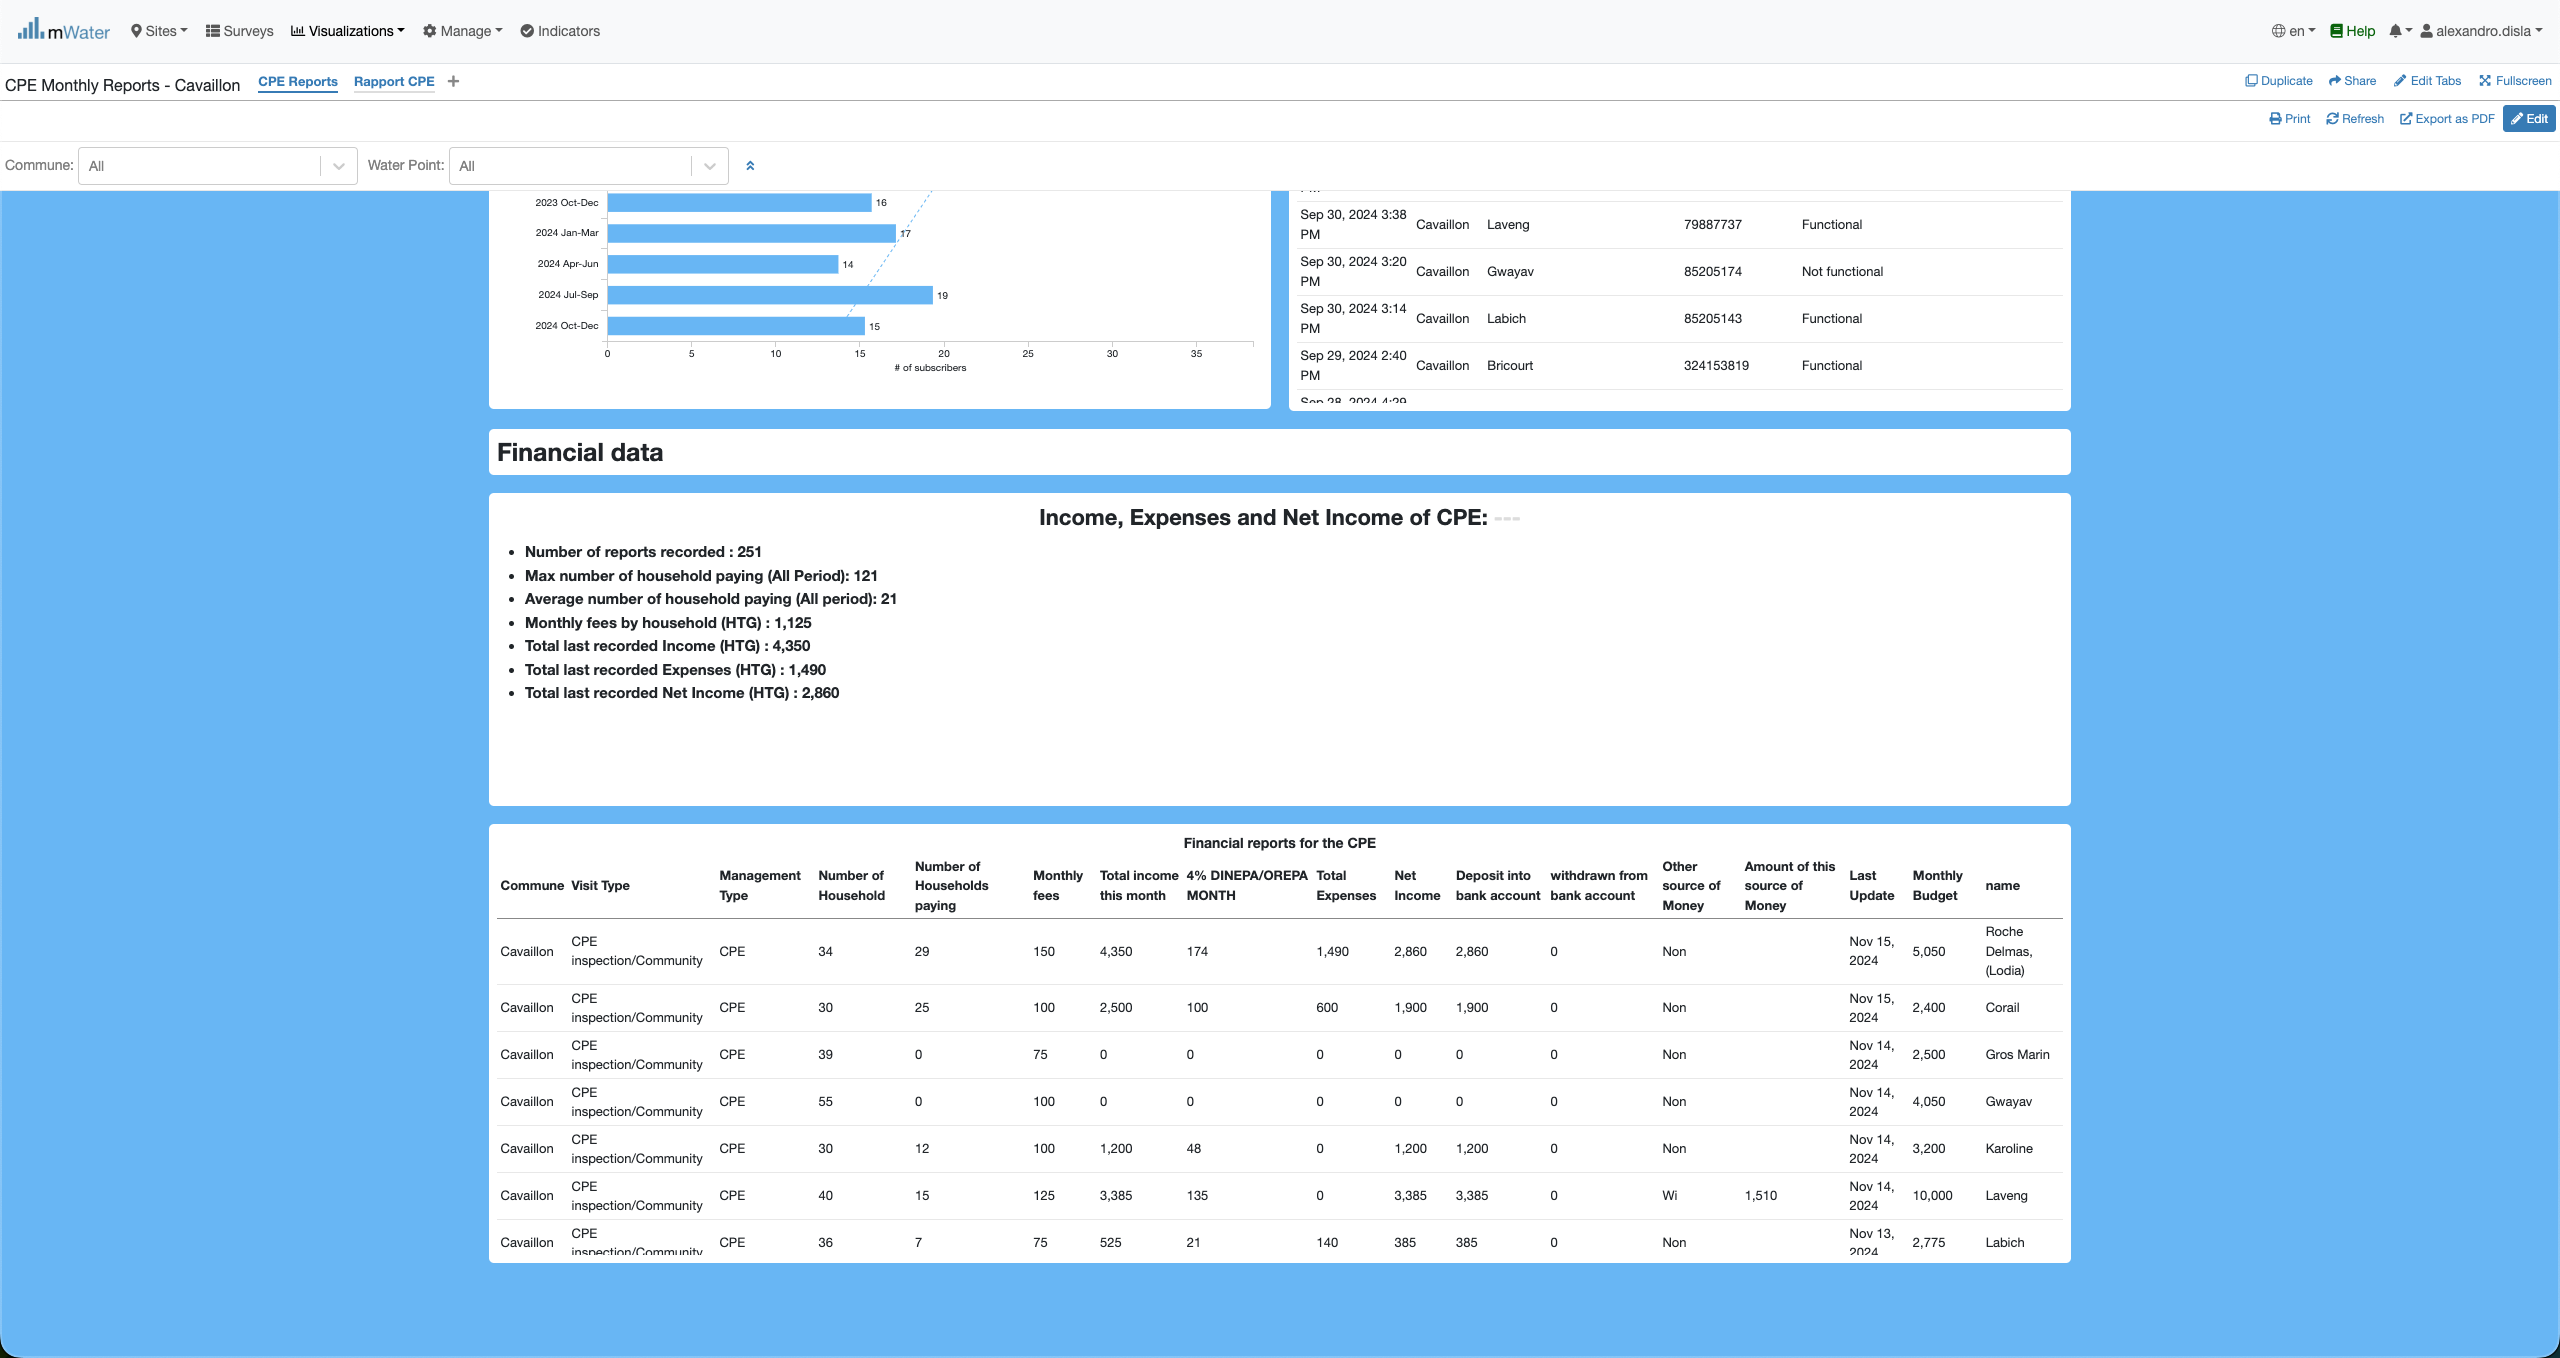 mWater Sites Surveys Visualizations Manage Indicators en Help alexandro.disla
CPE Monthly Reports - Cavaillon CPE Reports Rapport CPE + Duplicate Share Edit Tabs Fullscreen
Print Refresh Export as PDF Edit
Commune: All Water Point: All
2023 Oct-Dec 16
2024 Jan-Mar 17
2024 Apr-Jun 14
2024 Jul-Sep 19
2024 Oct-Dec 15
0 5 10 15 20 25 30 35
# of subscribers
Sep 30, 2024 3:38
PM Cavaillon Laveng 79887737 Functional
Sep 30, 2024 3:20
PM Cavaillon Gwayav 85205174 Not functional
Sep 30, 2024 3:14
PM Cavaillon Labich 85205143 Functional
Sep 29, 2024 2:40
PM Cavaillon Bricourt 324153819 Functional
Sep 28, 2024 4:29
Financial data
Income, Expenses and Net Income of CPE: ---
• Number of reports recorded : 251
• Max number of household paying (All Period): 121
• Average number of household paying (All period): 21
• Monthly fees by household (HTG) : 1,125
• Total last recorded Income (HTG) : 4,350
• Total last recorded Expenses (HTG) : 1,490
• Total last recorded Net Income (HTG) : 2,860
Financial reports for the CPE
Commune Visit Type Management Type Number of Household Number of Households paying Monthly fees Total income this month 4% DINEPA/OREPA MONTH Total Expenses Net Income Deposit into bank account withdrawn from bank account Other source of Money Amount of this source of Money Last Update Monthly Budget name
Cavaillon CPE inspection/Community CPE 34 29 150 4,350 174 1,490 2,860 2,860 0 Non Nov 15, 2024 5,050 Roche Delmas, (Lodia)
Cavaillon CPE inspection/Community CPE 30 25 100 2,500 100 600 1,900 1,900 0 Non Nov 15, 2024 2,400 Corail
Cavaillon CPE inspection/Community CPE 39 0 75 0 0 0 0 0 0 Non Nov 14, 2024 2,500 Gros Marin
Cavaillon CPE inspection/Community CPE 55 0 100 0 0 0 0 0 0 Non Nov 14, 2024 4,050 Gwayav
Cavaillon CPE inspection/Community CPE 30 12 100 1,200 48 0 1,200 1,200 0 Non Nov 14, 2024 3,200 Karoline
Cavaillon CPE inspection/Community CPE 40 15 125 3,385 135 0 3,385 3,385 0 Wi 1,510 Nov 14, 2024 10,000 Laveng
Cavaillon CPE inspection/Community CPE 36 7 75 525 21 140 385 385 0 Non Nov 13, 2024 2,775 Labich